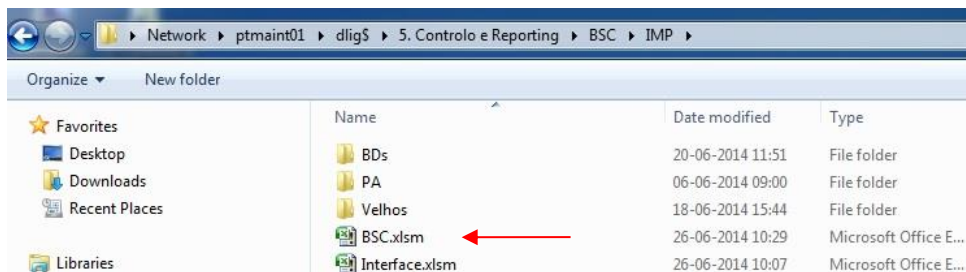 Network ptmaint01 dlig$ 5. Controlo e Reporting BSC IMP
Organize New folder
Favorites
Desktop
Downloads
Recent Places
Libraries
Name Date modified Type
BDs 20-06-2014 11:51 File folder
PA 06-06-2014 09:00 File folder
Velhos 18-06-2014 15:44 File folder
BSC.xlsm 26-06-2014 10:29 Microsoft Office E...
Interface.xlsm 26-06-2014 10:07 Microsoft Office E...